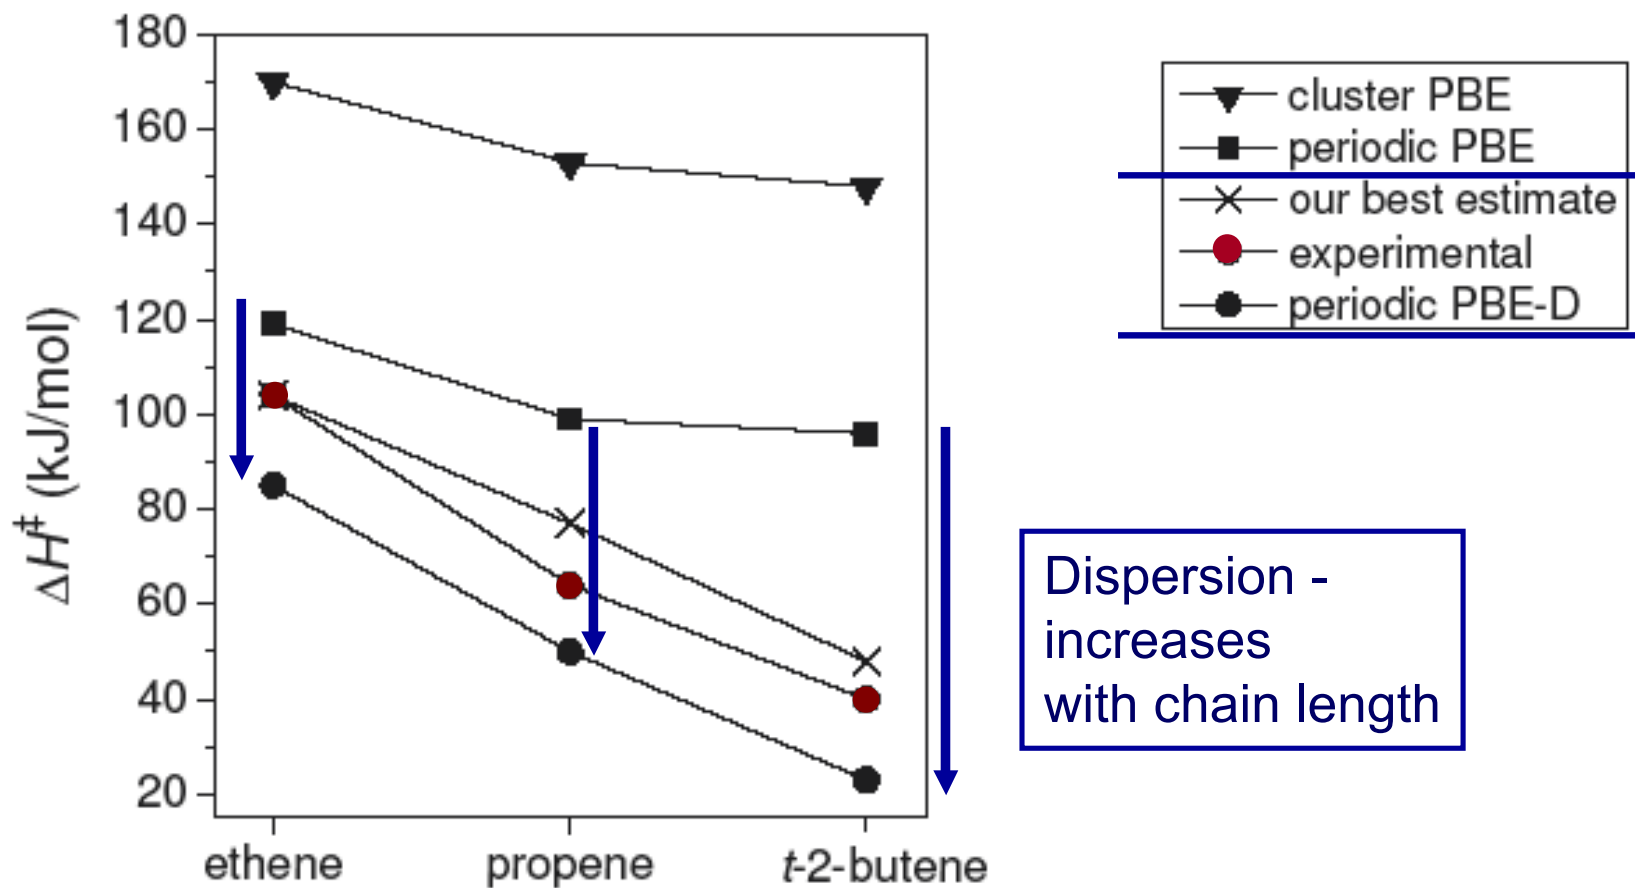 180
160
140
120
100
80
60
40
20
ΔH‡ (kJ/mol)
ethene
propene
t-2-butene
cluster PBE
periodic PBE
our best estimate
experimental
periodic PBE-D
Dispersion -
increases
with chain length